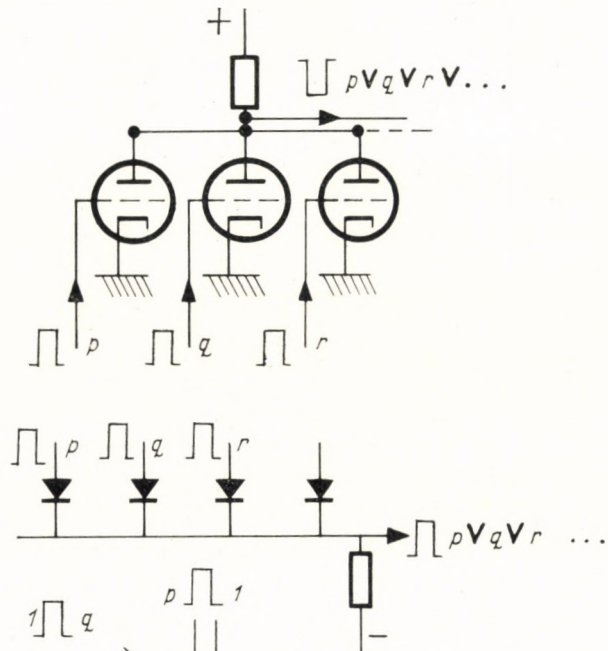 +
p V q V r V ...
p q r
p q r
p V q V r ...
p 1
1 q
−